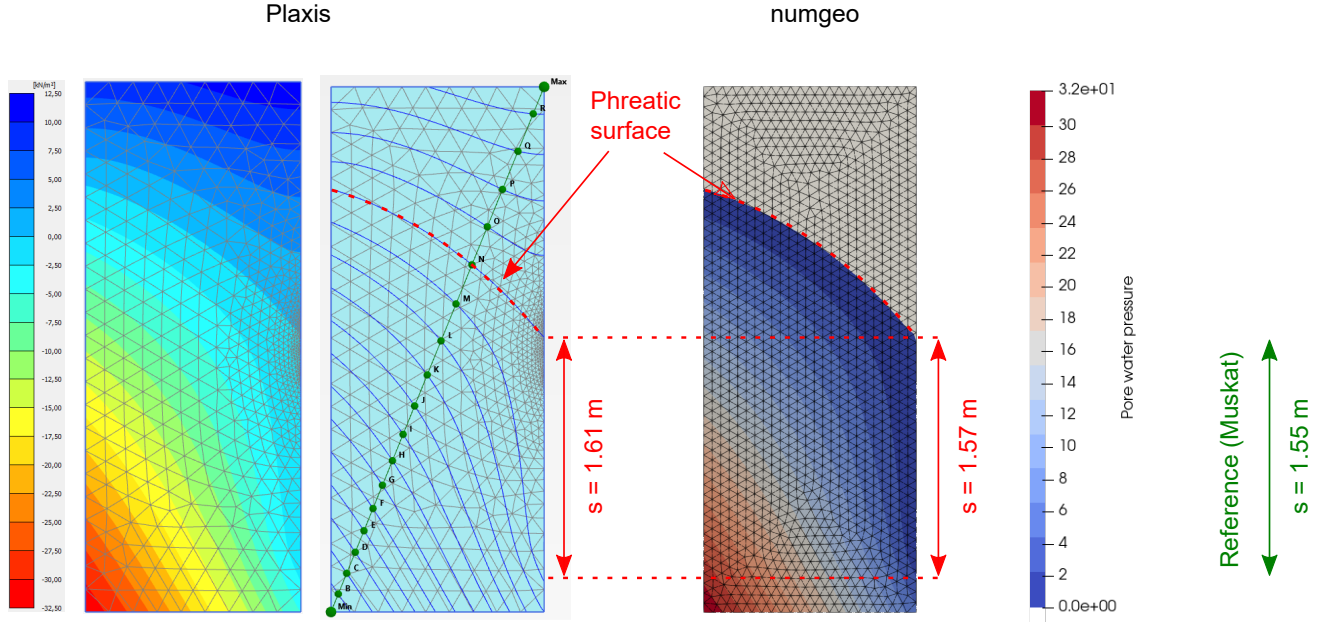 Plaxis
numgeo
[kN/m²]
12,50
10,00
7,50
5,00
2,50
0,00
-2,50
-5,00
-7,50
-10,00
-12,50
-15,00
-17,50
-20,00
-22,50
-25,00
-27,50
-30,00
-32,50
Max
R
Q
P
O
N
M
L
K
J
I
H
G
F
E
D
C
B
Min
Phreatic
surface
s = 1.61 m
s = 1.57 m
3.2e+01
30
28
26
24
22
20
18
16
14
12
10
8
6
4
2
0.0e+00
Pore water pressure
Reference (Muskat)
s = 1.55 m